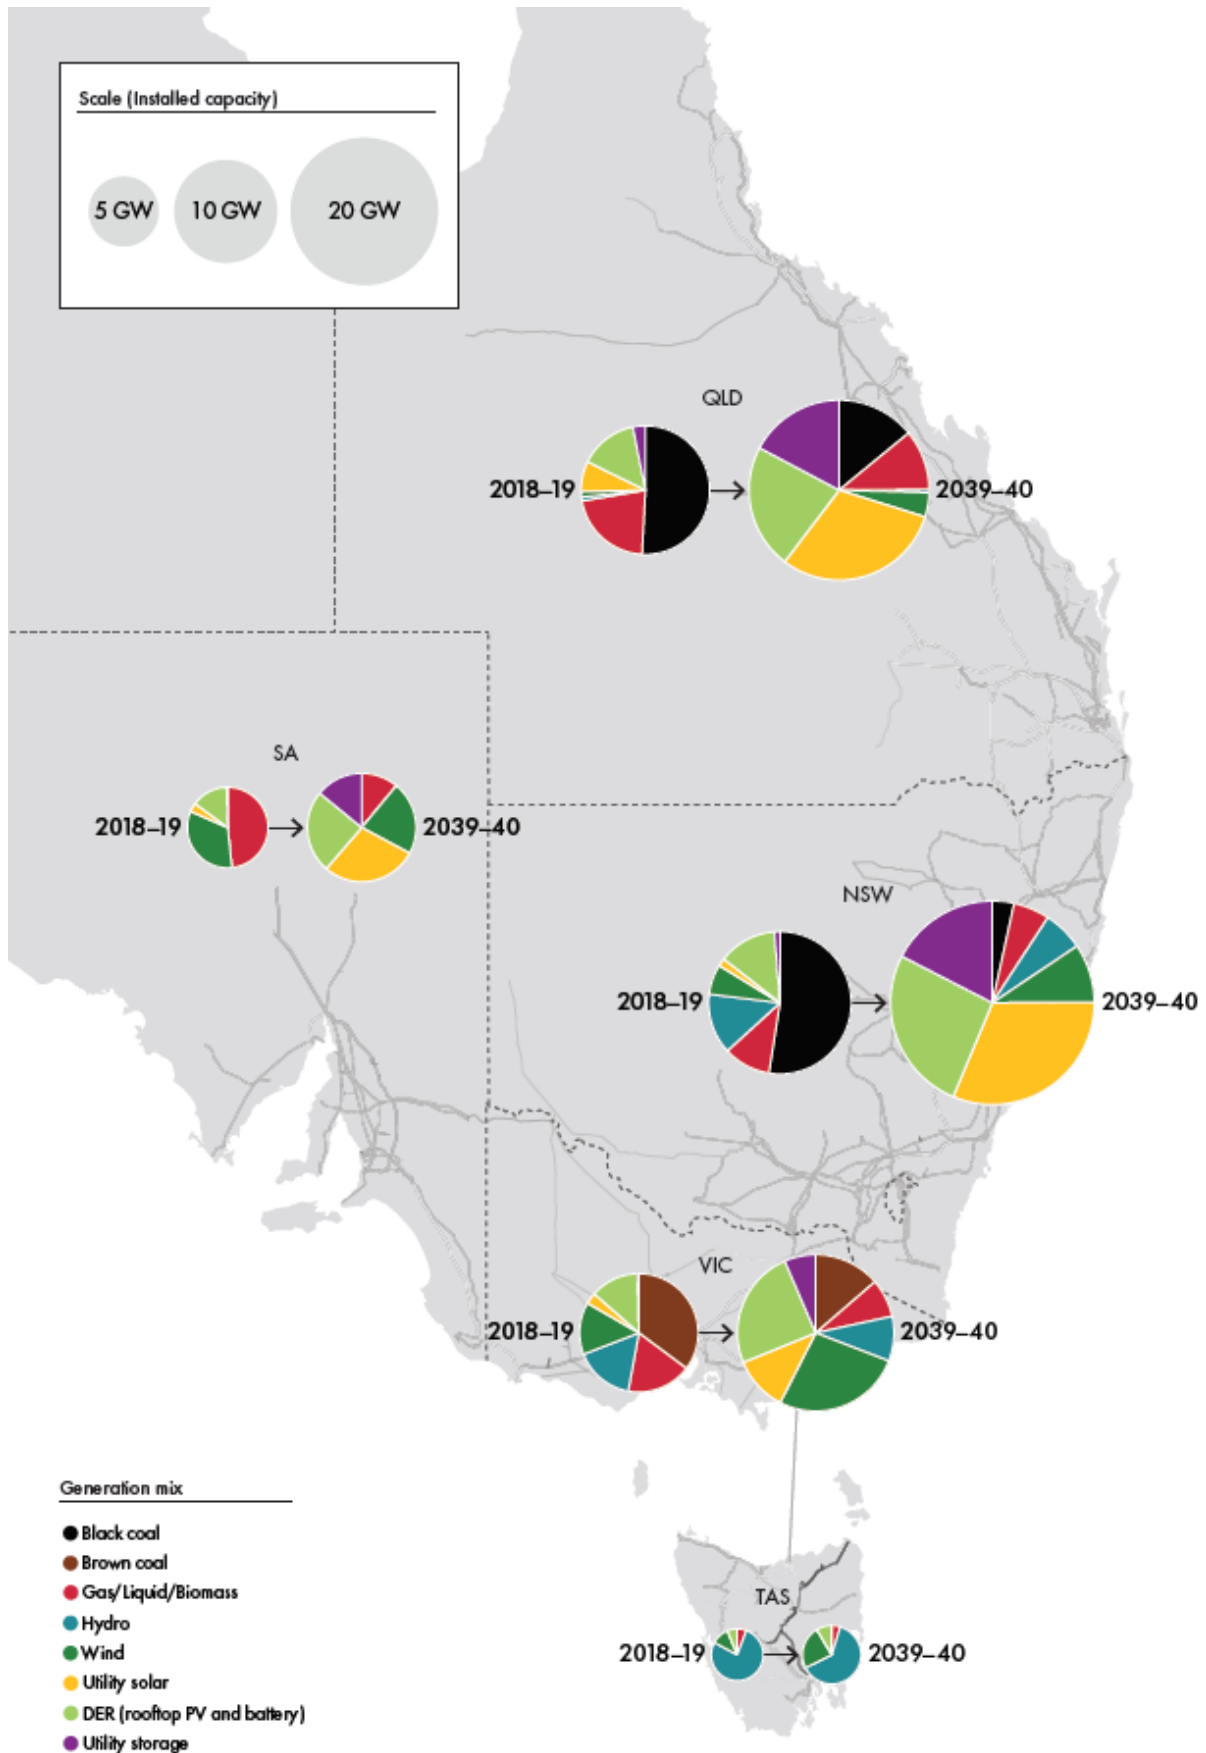 Scale (Installed capacity)
5 GW
10 GW
20 GW
QLD
2018–19
2039–40
SA
2018–19
2039–40
NSW
2018–19
2039–40
VIC
2018–19
2039–40
TAS
2018–19
2039–40
Generation mix
Black coal
Brown coal
Gas/Liquid/Biomass
Hydro
Wind
Utility solar
DER (rooftop PV and battery)
Utility storage